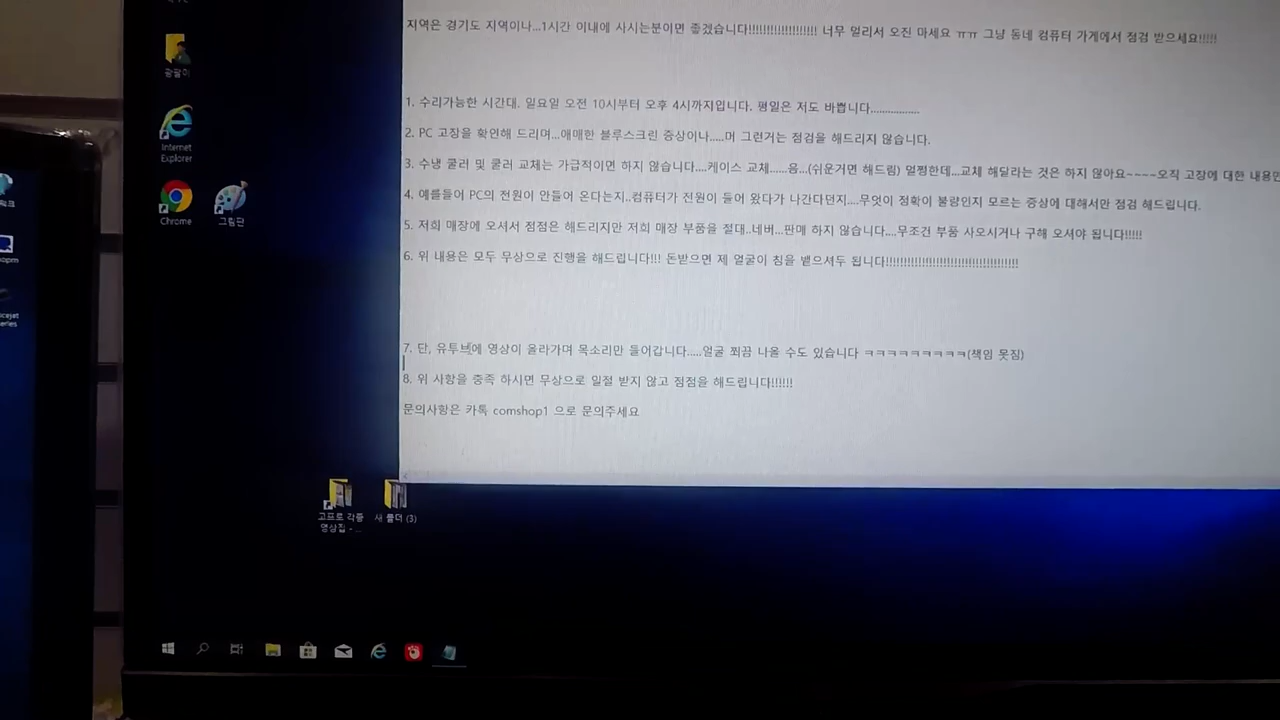 지역은 경기도 지역이나...1시간 이내에 사시는분이면 좋겠습니다!!!!!!!!!!!!!!!!!!!! 너무 멀리서 오진 마세요 ㅠㅠ 그냥 동네 컴퓨터 가게에서 점검 받으세요!!!!!
1. 수리가능한 시간대. 일요일 오전 10시부터 오후 4시까지입니다. 평일은 저도 바쁩니다................
2. PC 고장을 확인해 드리며...애매한 블루스크린 증상이나.....머 그런거는 점검을 해드리지 않습니다.
3. 수냉 쿨러 및 쿨러 교체는 가급적이면 하지 않습니다....케이스 교체......음...(쉬운거면 해드림) 멀쩡한데...교체 해달라는 것은 하지 않아요~~~~오직 고장에 대한 내용만
4. 예를들어 PC의 전원이 안들어 온다는지..컴퓨터가 전원이 들어 왔다가 나간다던지....무엇이 정확이 불량인지 모르는 증상에 대해서만 점검 해드립니다.
5. 저희 매장에 오셔서 점점은 해드리지만 저희 매장 부품을 절대..네버...판매 하지 않습니다....무조건 부품 사오시거나 구해 오셔야 됩니다!!!!!
6. 위 내용은 모두 무상으로 진행을 해드립니다!!! 돈받으면 제 얼굴이 침을 뱉으셔두 됩니다!!!!!!!!!!!!!!!!!!!!!!!!!!!!!!!!!!!!!!
7. 단, 유투브에 영상이 올라가며 목소리만 들어갑니다.....얼굴 쬐끔 나올 수도 있습니다 ㅋㅋㅋㅋㅋㅋㅋㅋㅋ(책임 못짐)
8. 위 사항을 충족 하시면 무상으로 일절 받지 않고 점점을 해드립니다!!!!!!
문의사항은 카톡 comshop1 으로 문의주세요
Internet
Explorer
Chrome
그림판
고프로 각종
영상집 - ...
새 폴더 (3)